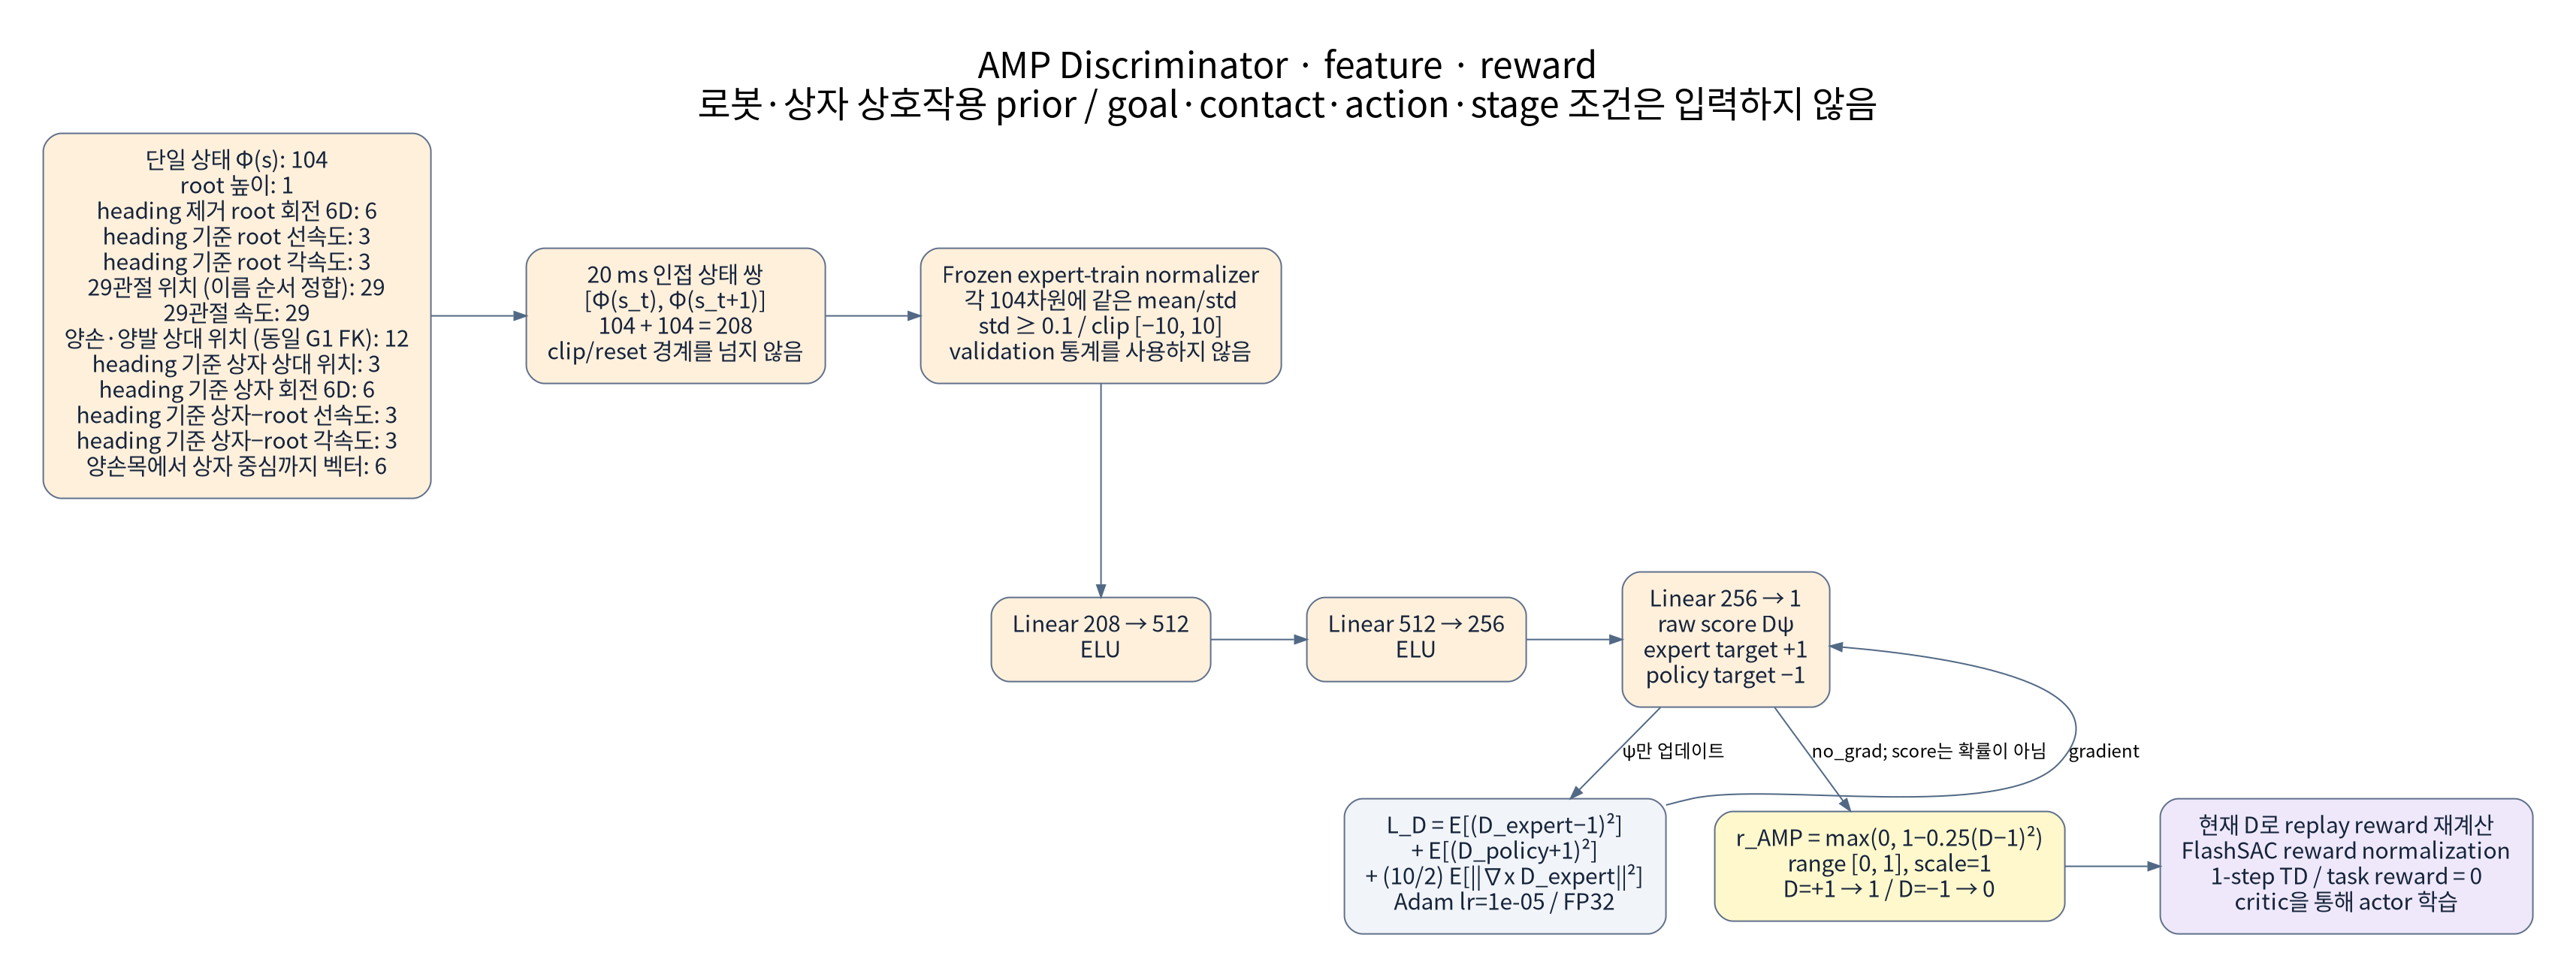 AMP Discriminator · feature · reward
로봇·상자 상호작용 prior / goal·contact·action·stage 조건은 입력하지 않음
단일 상태 Φ(s): 104
root 높이: 1
heading 제거 root 회전 6D: 6
heading 기준 root 선속도: 3
heading 기준 root 각속도: 3
29관절 위치 (이름 순서 정합): 29
29관절 속도: 29
양손·양발 상대 위치 (동일 G1 FK): 12
heading 기준 상자 상대 위치: 3
heading 기준 상자 회전 6D: 6
heading 기준 상자−root 선속도: 3
heading 기준 상자−root 각속도: 3
양손목에서 상자 중심까지 벡터: 6
20 ms 인접 상태 쌍
[Φ(s_t), Φ(s_t+1)]
104 + 104 = 208
clip/reset 경계를 넘지 않음
Frozen expert-train normalizer
각 104차원에 같은 mean/std
std ≥ 0.1 / clip [−10, 10]
validation 통계를 사용하지 않음
Linear 208 → 512
ELU
Linear 512 → 256
ELU
Linear 256 → 1
raw score Dψ
expert target +1
policy target −1
ψ만 업데이트
no_grad; score는 확률이 아님
gradient
L_D = E[(D_expert−1)²]
+ E[(D_policy+1)²]
+ (10/2) E[||∇x D_expert||²]
Adam lr=1e-05 / FP32
r_AMP = max(0, 1−0.25(D−1)²)
range [0, 1], scale=1
D=+1 → 1 / D=−1 → 0
현재 D로 replay reward 재계산
FlashSAC reward normalization
1-step TD / task reward = 0
critic을 통해 actor 학습